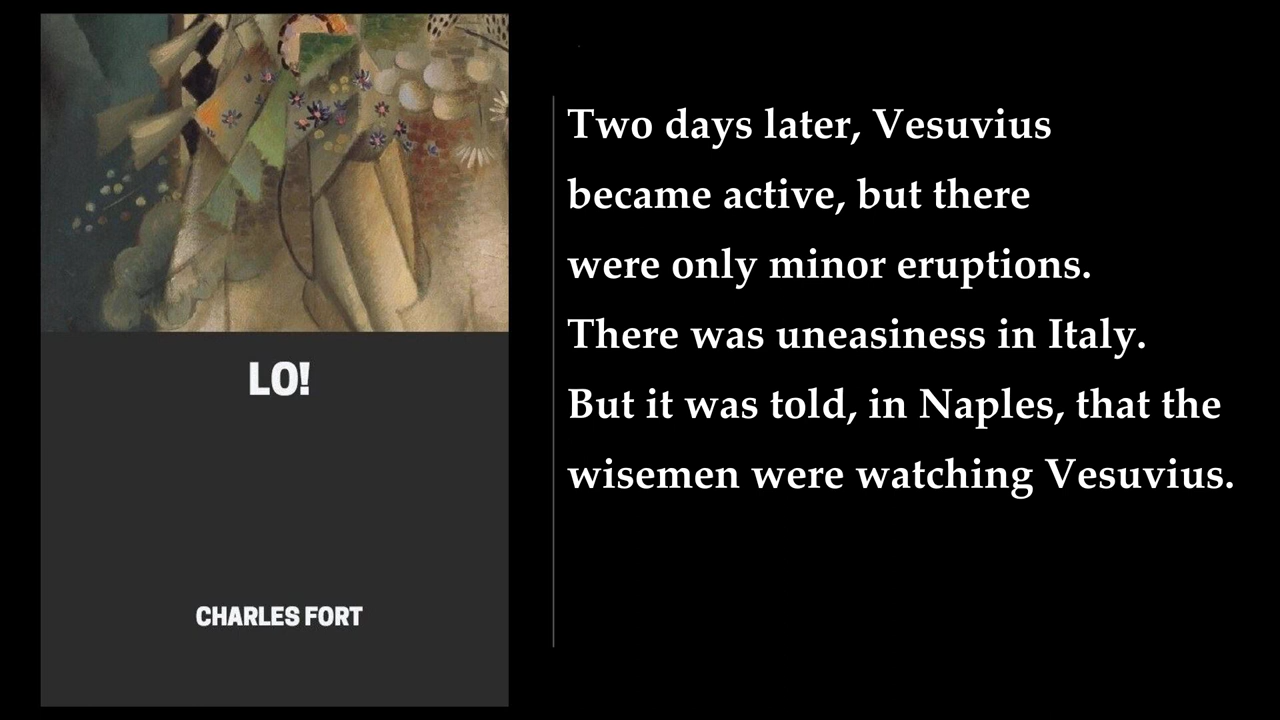 LO!
CHARLES FORT
Two days later, Vesuvius
became active, but there
were only minor eruptions.
There was uneasiness in Italy.
But it was told, in Naples, that the
wisemen were watching Vesuvius.